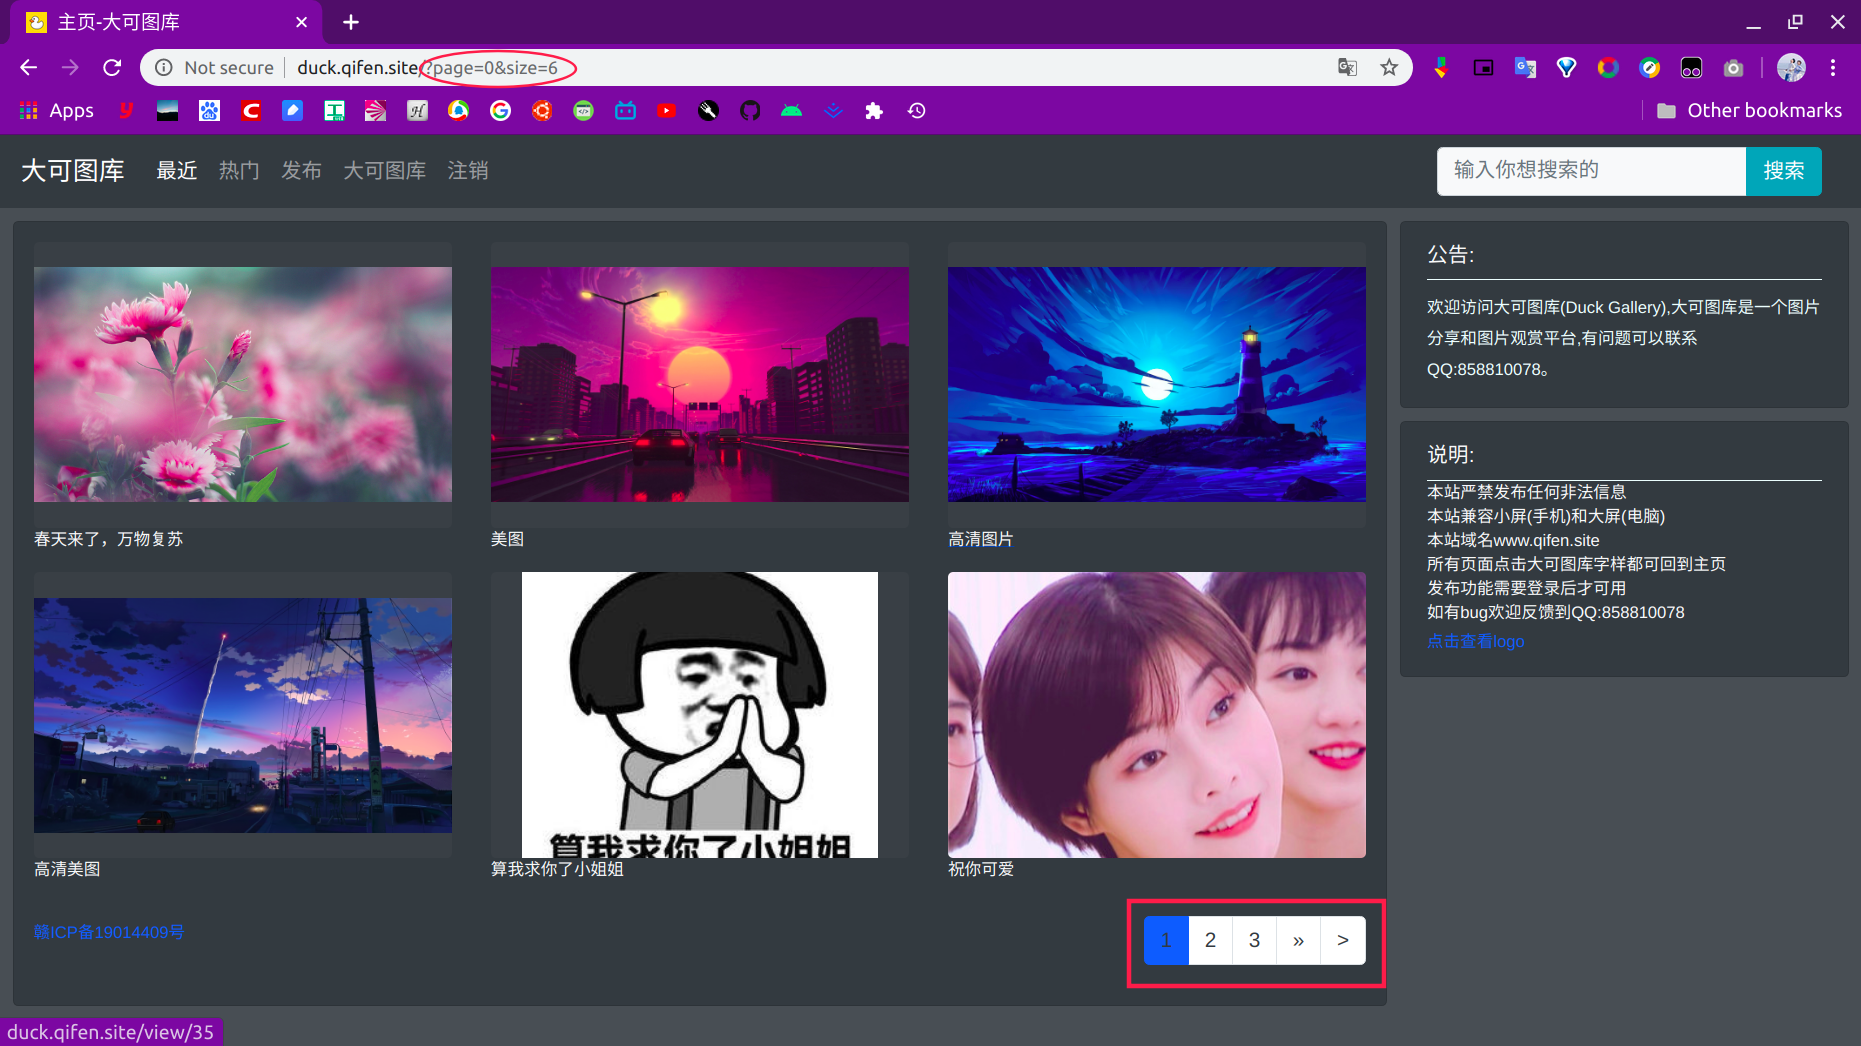 主页-大可图库
Not secure
duck.qifen.site/?page=0&size=6
Apps
Other bookmarks
大可图库 最近 热门 发布 大可图库 注销
输入你想搜索的 搜索
春天来了，万物复苏
美图
高清图片
高清美图
算我求你了小姐姐
算我求你了小姐姐
祝你可爱
赣ICP备19014409号
1 2 3 » >
公告:
欢迎访问大可图库(Duck Gallery),大可图库是一个图片
分享和图片观赏平台,有问题可以联系
QQ:858810078。
说明:
本站严禁发布任何非法信息
本站兼容小屏(手机)和大屏(电脑)
本站域名www.qifen.site
所有页面点击大可图库字样都可回到主页
发布功能需要登录后才可用
如有bug欢迎反馈到QQ:858810078
点击查看logo
duck.qifen.site/view/35